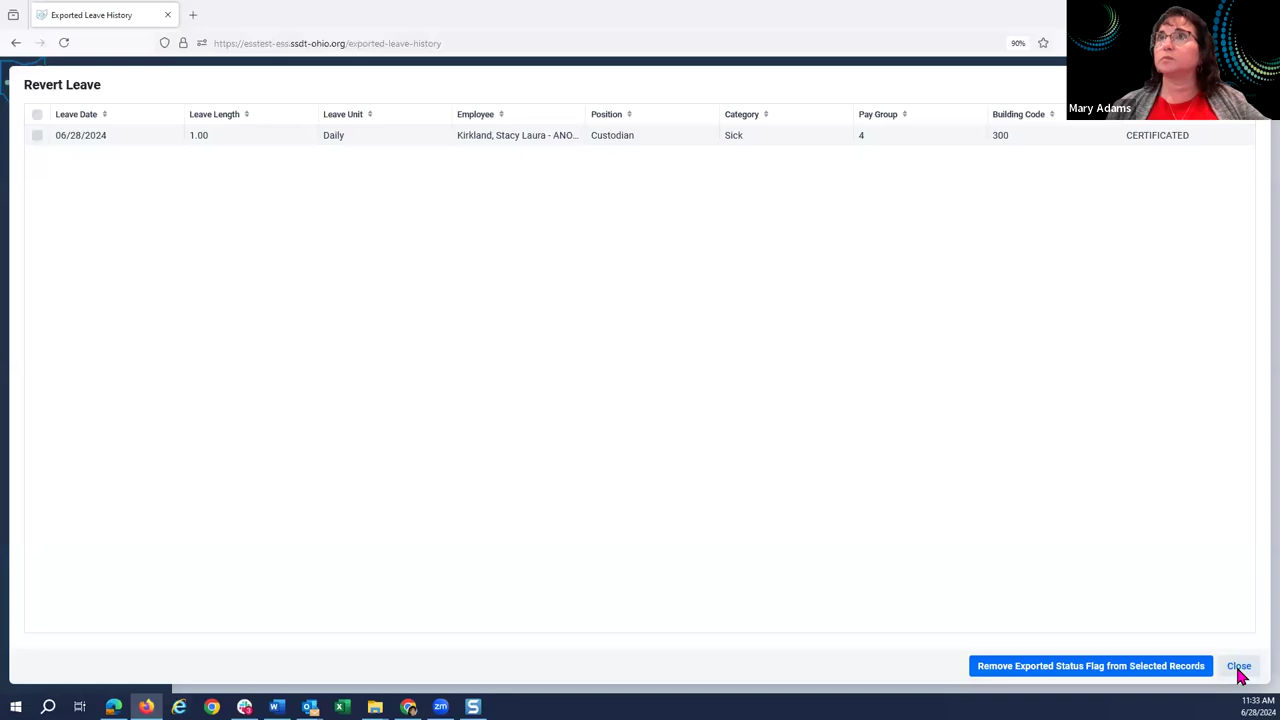 Exported Leave History
https://esstest-ess.ssdt-ohio.org/exported-leave-history
90%
Mary Adams
Revert Leave
Leave Date Leave Length Leave Unit Employee Position Category Pay Group Building Code
06/28/2024 1.00 Daily Kirkland, Stacy Laura - ANO... Custodian Sick 4 300 CERTIFICATED
Remove Exported Status Flag from Selected Records Close
11:33 AM
6/28/2024